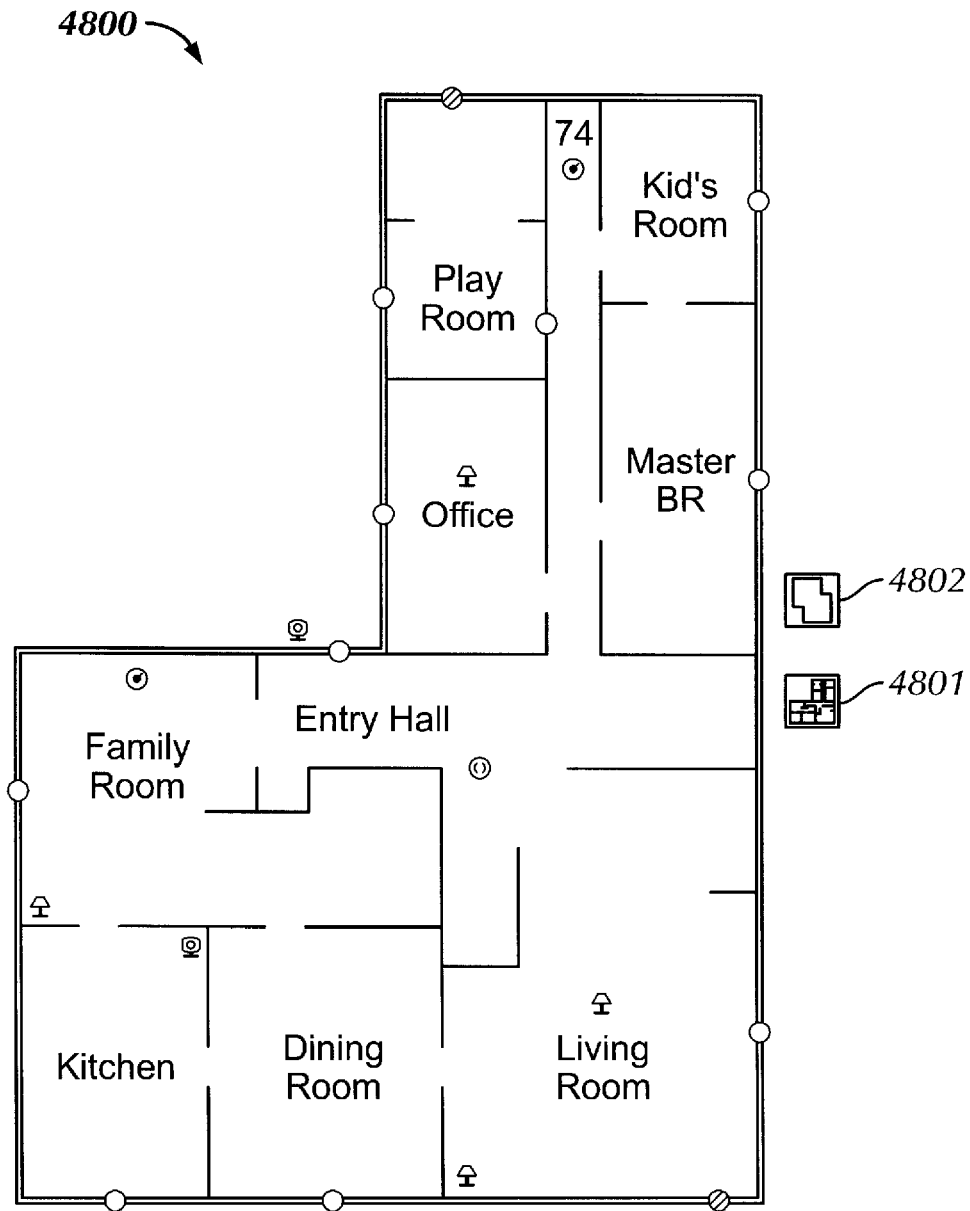 4800
74
Kid's
Room
Play
Room
Master
BR
Office
4802
4801
Entry Hall
Family
Room
Kitchen
Dining
Room
Living
Room